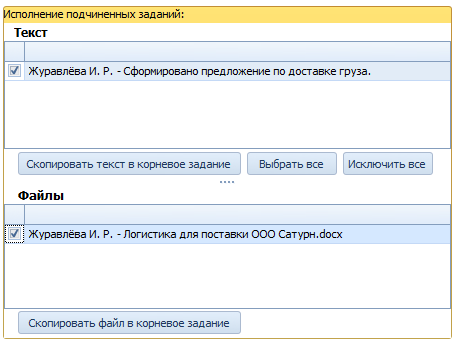 Исполнение подчиненных заданий:
Текст
Журавлёва И. Р. - Сформировано предложение по доставке груза.
Скопировать текст в корневое задание Выбрать все Исключить все
Файлы
Журавлёва И. Р. - Логистика для поставки ООО Сатурн.docx
Скопировать файл в корневое задание